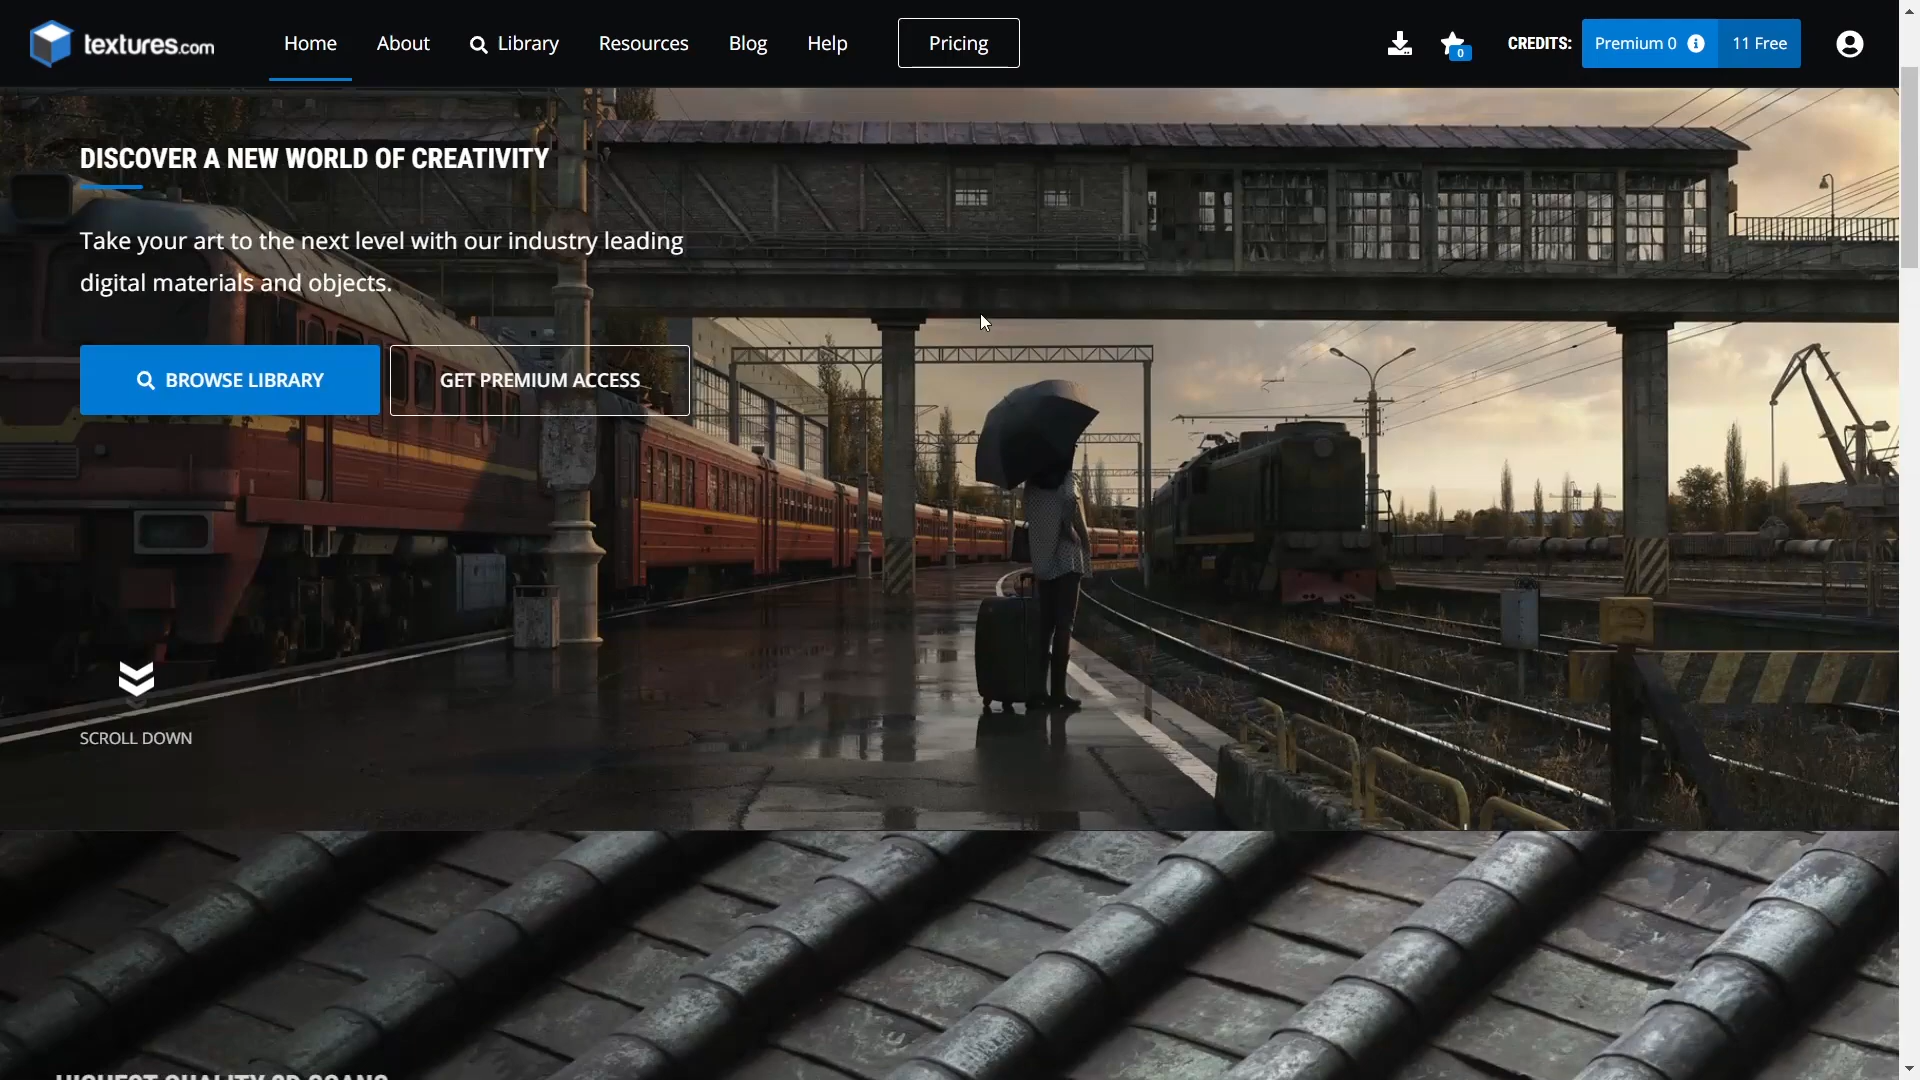 textures.com
Home
About
Library
Resources
Blog
Help
Pricing
0
CREDITS:
Premium 0
11 Free
DISCOVER A NEW WORLD OF CREATIVITY
Take your art to the next level with our industry leading
digital materials and objects.
BROWSE LIBRARY
GET PREMIUM ACCESS
SCROLL DOWN
HIGHEST QUALITY 3D SCANS